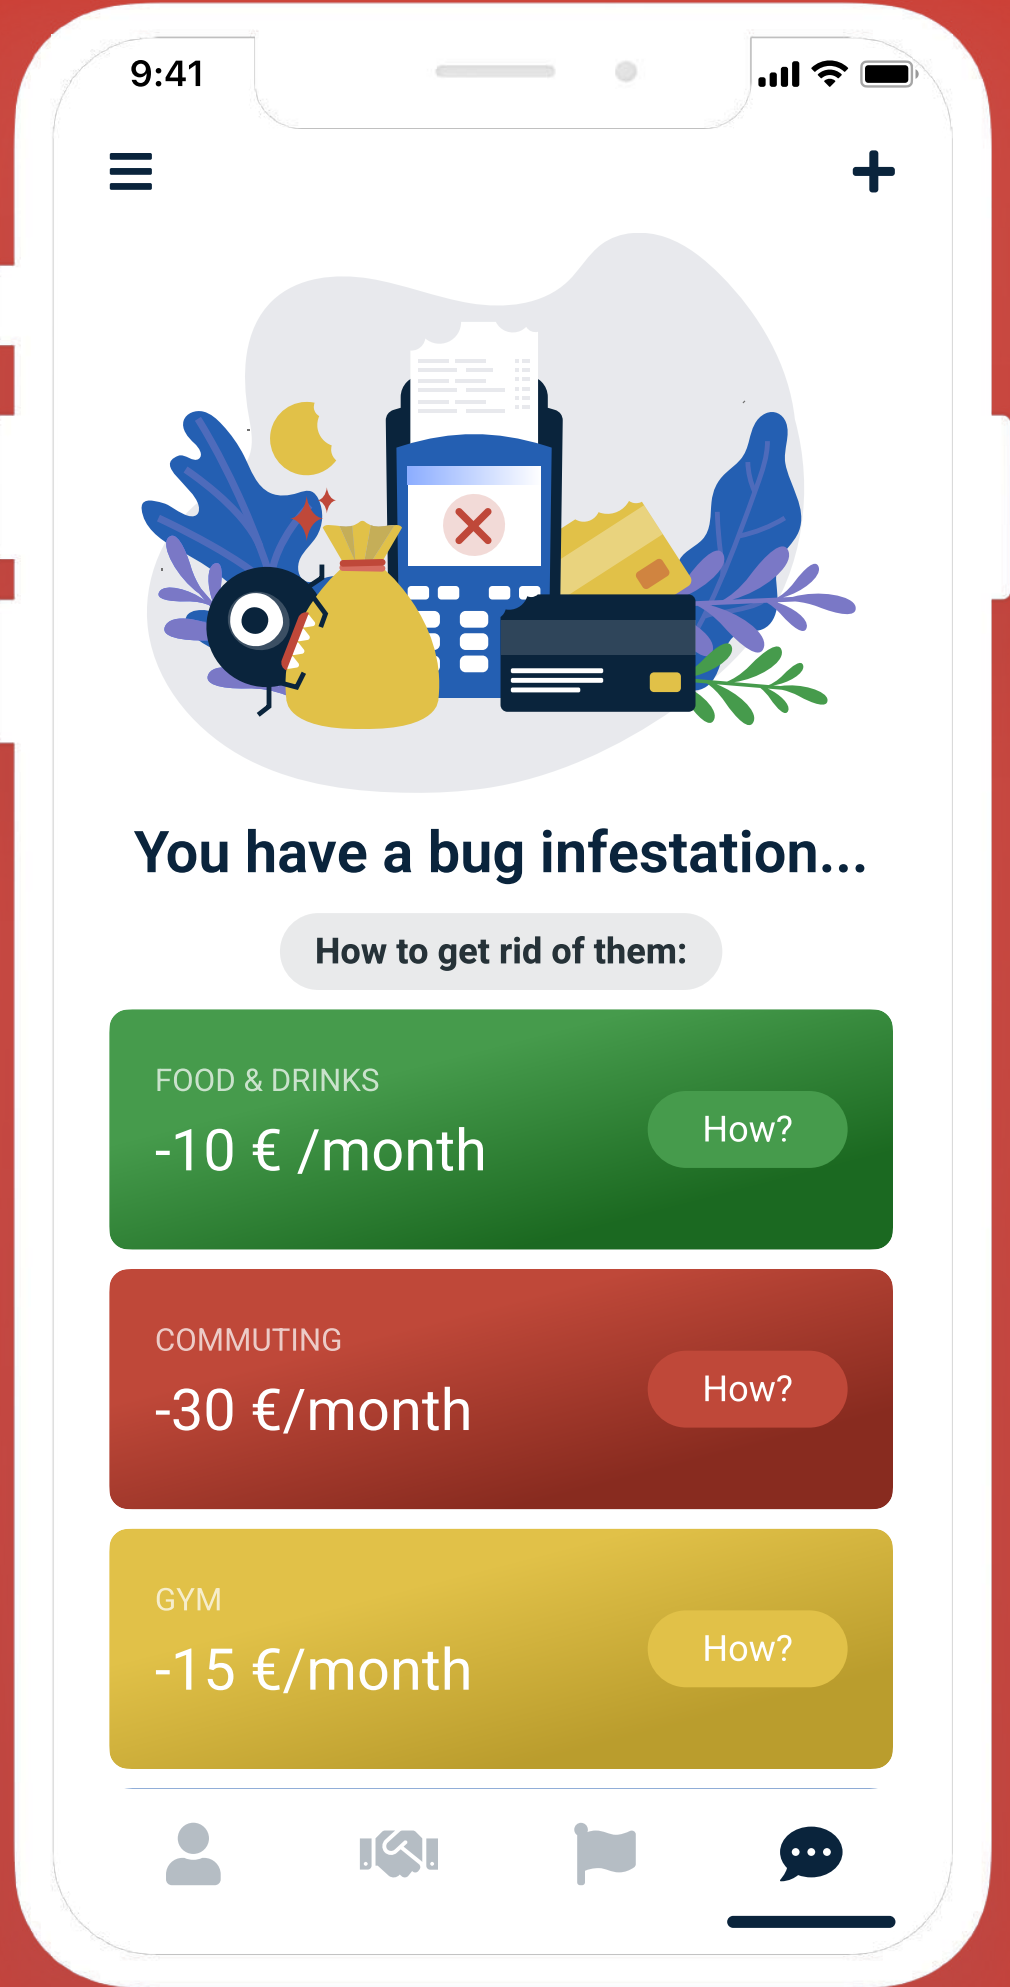 9:41
You have a bug infestation...
How to get rid of them:
FOOD & DRINKS
-10 € /month
How?
COMMUTING
-30 €/month
How?
GYM
-15 €/month
How?